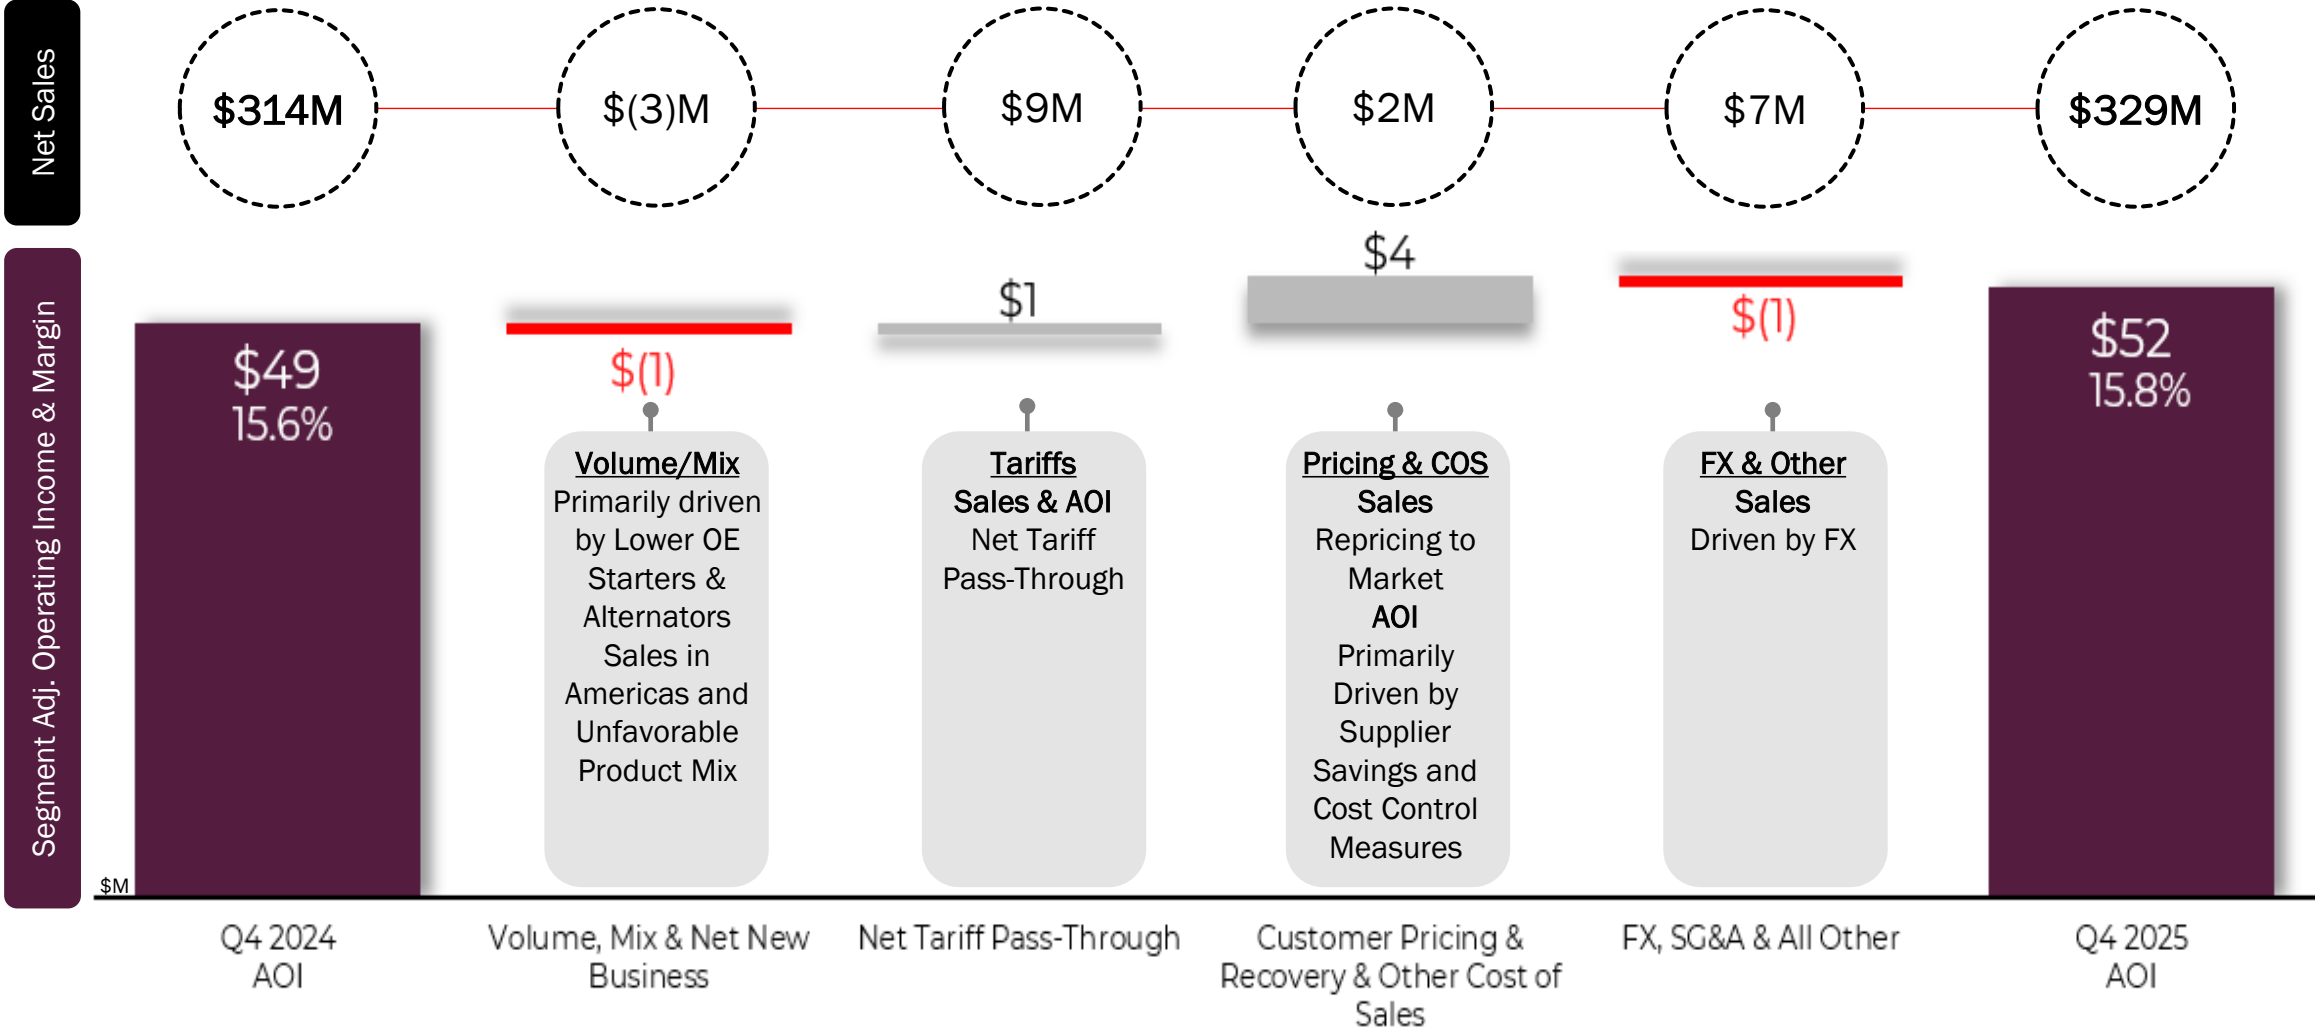 Net Sales
$314M
$(3)M
$9M
$2M
$7M
$329M
Segment Adj. Operating Income & Margin
$49
15.6%
$(1)
$1
$4
$(1)
$52
15.8%
Volume/Mix
Primarily driven
by Lower OE
Starters &
Alternators
Sales in
Americas and
Unfavorable
Product Mix
Tariffs
Sales & AOI
Net Tariff
Pass-Through
Pricing & COS
Sales
Repricing to
Market
AOI
Primarily
Driven by
Supplier
Savings and
Cost Control
Measures
FX & Other
Sales
Driven by FX
$M
Q4 2024
AOI
Volume, Mix & Net New
Business
Net Tariff Pass-Through
Customer Pricing &
Recovery & Other Cost of
Sales
FX, SG&A & All Other
Q4 2025
AOI